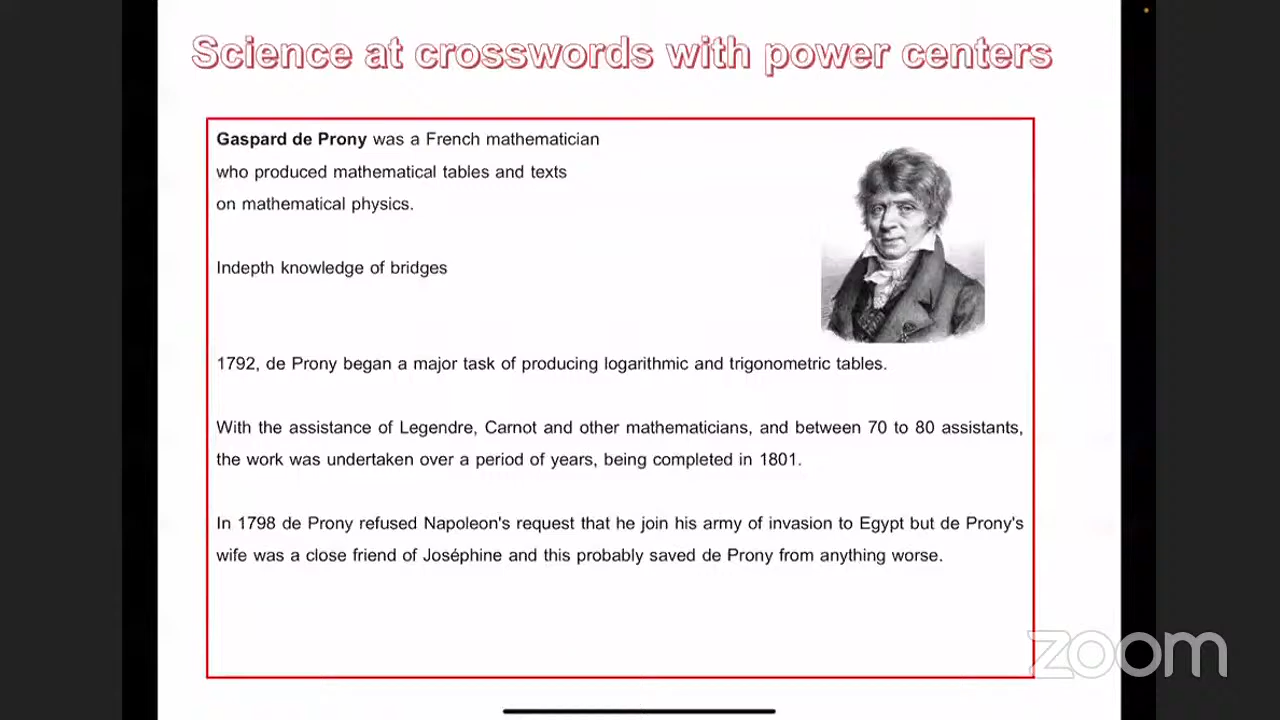 Science at crosswords with power centers
Gaspard de Prony was a French mathematician
who produced mathematical tables and texts
on mathematical physics.
Indepth knowledge of bridges
1792, de Prony began a major task of producing logarithmic and trigonometric tables.
With the assistance of Legendre, Carnot and other mathematicians, and between 70 to 80 assistants,
the work was undertaken over a period of years, being completed in 1801.
In 1798 de Prony refused Napoleon's request that he join his army of invasion to Egypt but de Prony's
wife was a close friend of Joséphine and this probably saved de Prony from anything worse.
zoom